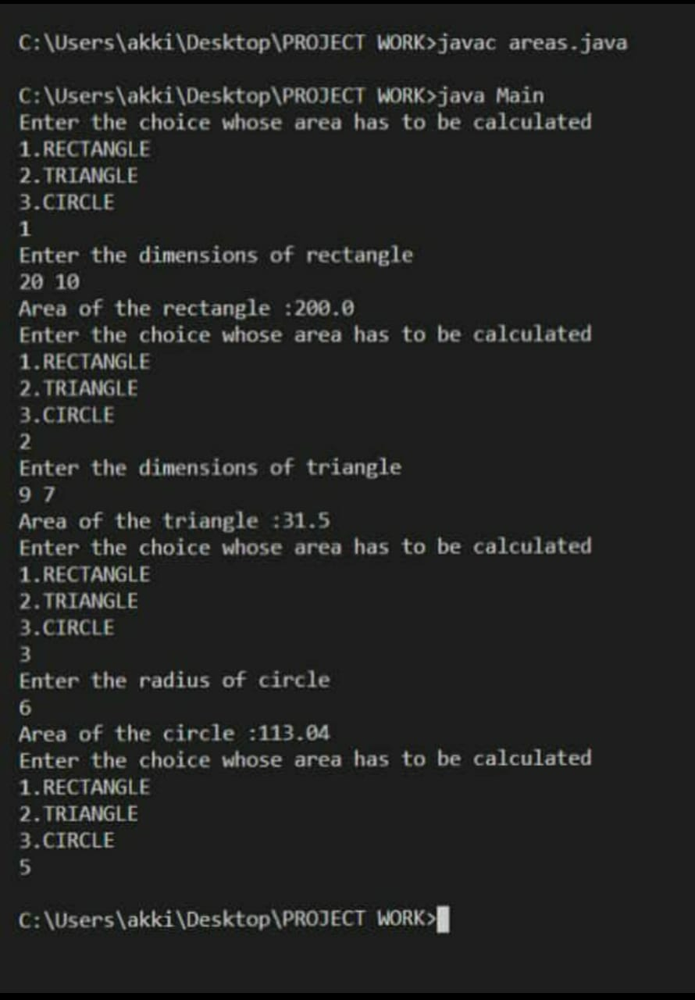 C:\Users\akki\Desktop\PROJECT WORK>javac areas.java
C:\Users\akki\Desktop\PROJECT WORK>java Main
Enter the choice whose area has to be calculated
1.RECTANGLE
2.TRIANGLE
3.CIRCLE
1
Enter the dimensions of rectangle
20 10
Area of the rectangle :200.0
Enter the choice whose area has to be calculated
1.RECTANGLE
2.TRIANGLE
3.CIRCLE
2
Enter the dimensions of triangle
9 7
Area of the triangle :31.5
Enter the choice whose area has to be calculated
1.RECTANGLE
2.TRIANGLE
3.CIRCLE
3
Enter the radius of circle
6
Area of the circle :113.04
Enter the choice whose area has to be calculated
1.RECTANGLE
2.TRIANGLE
3.CIRCLE
5
C:\Users\akki\Desktop\PROJECT WORK>